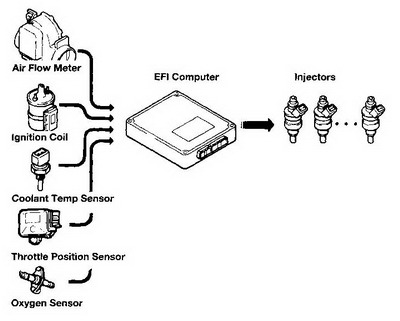 Air Flow Meter
EFI Computer
Injectors
Ignition Coil
Coolant Temp Sensor
Throttle Position Sensor
Oxygen Sensor